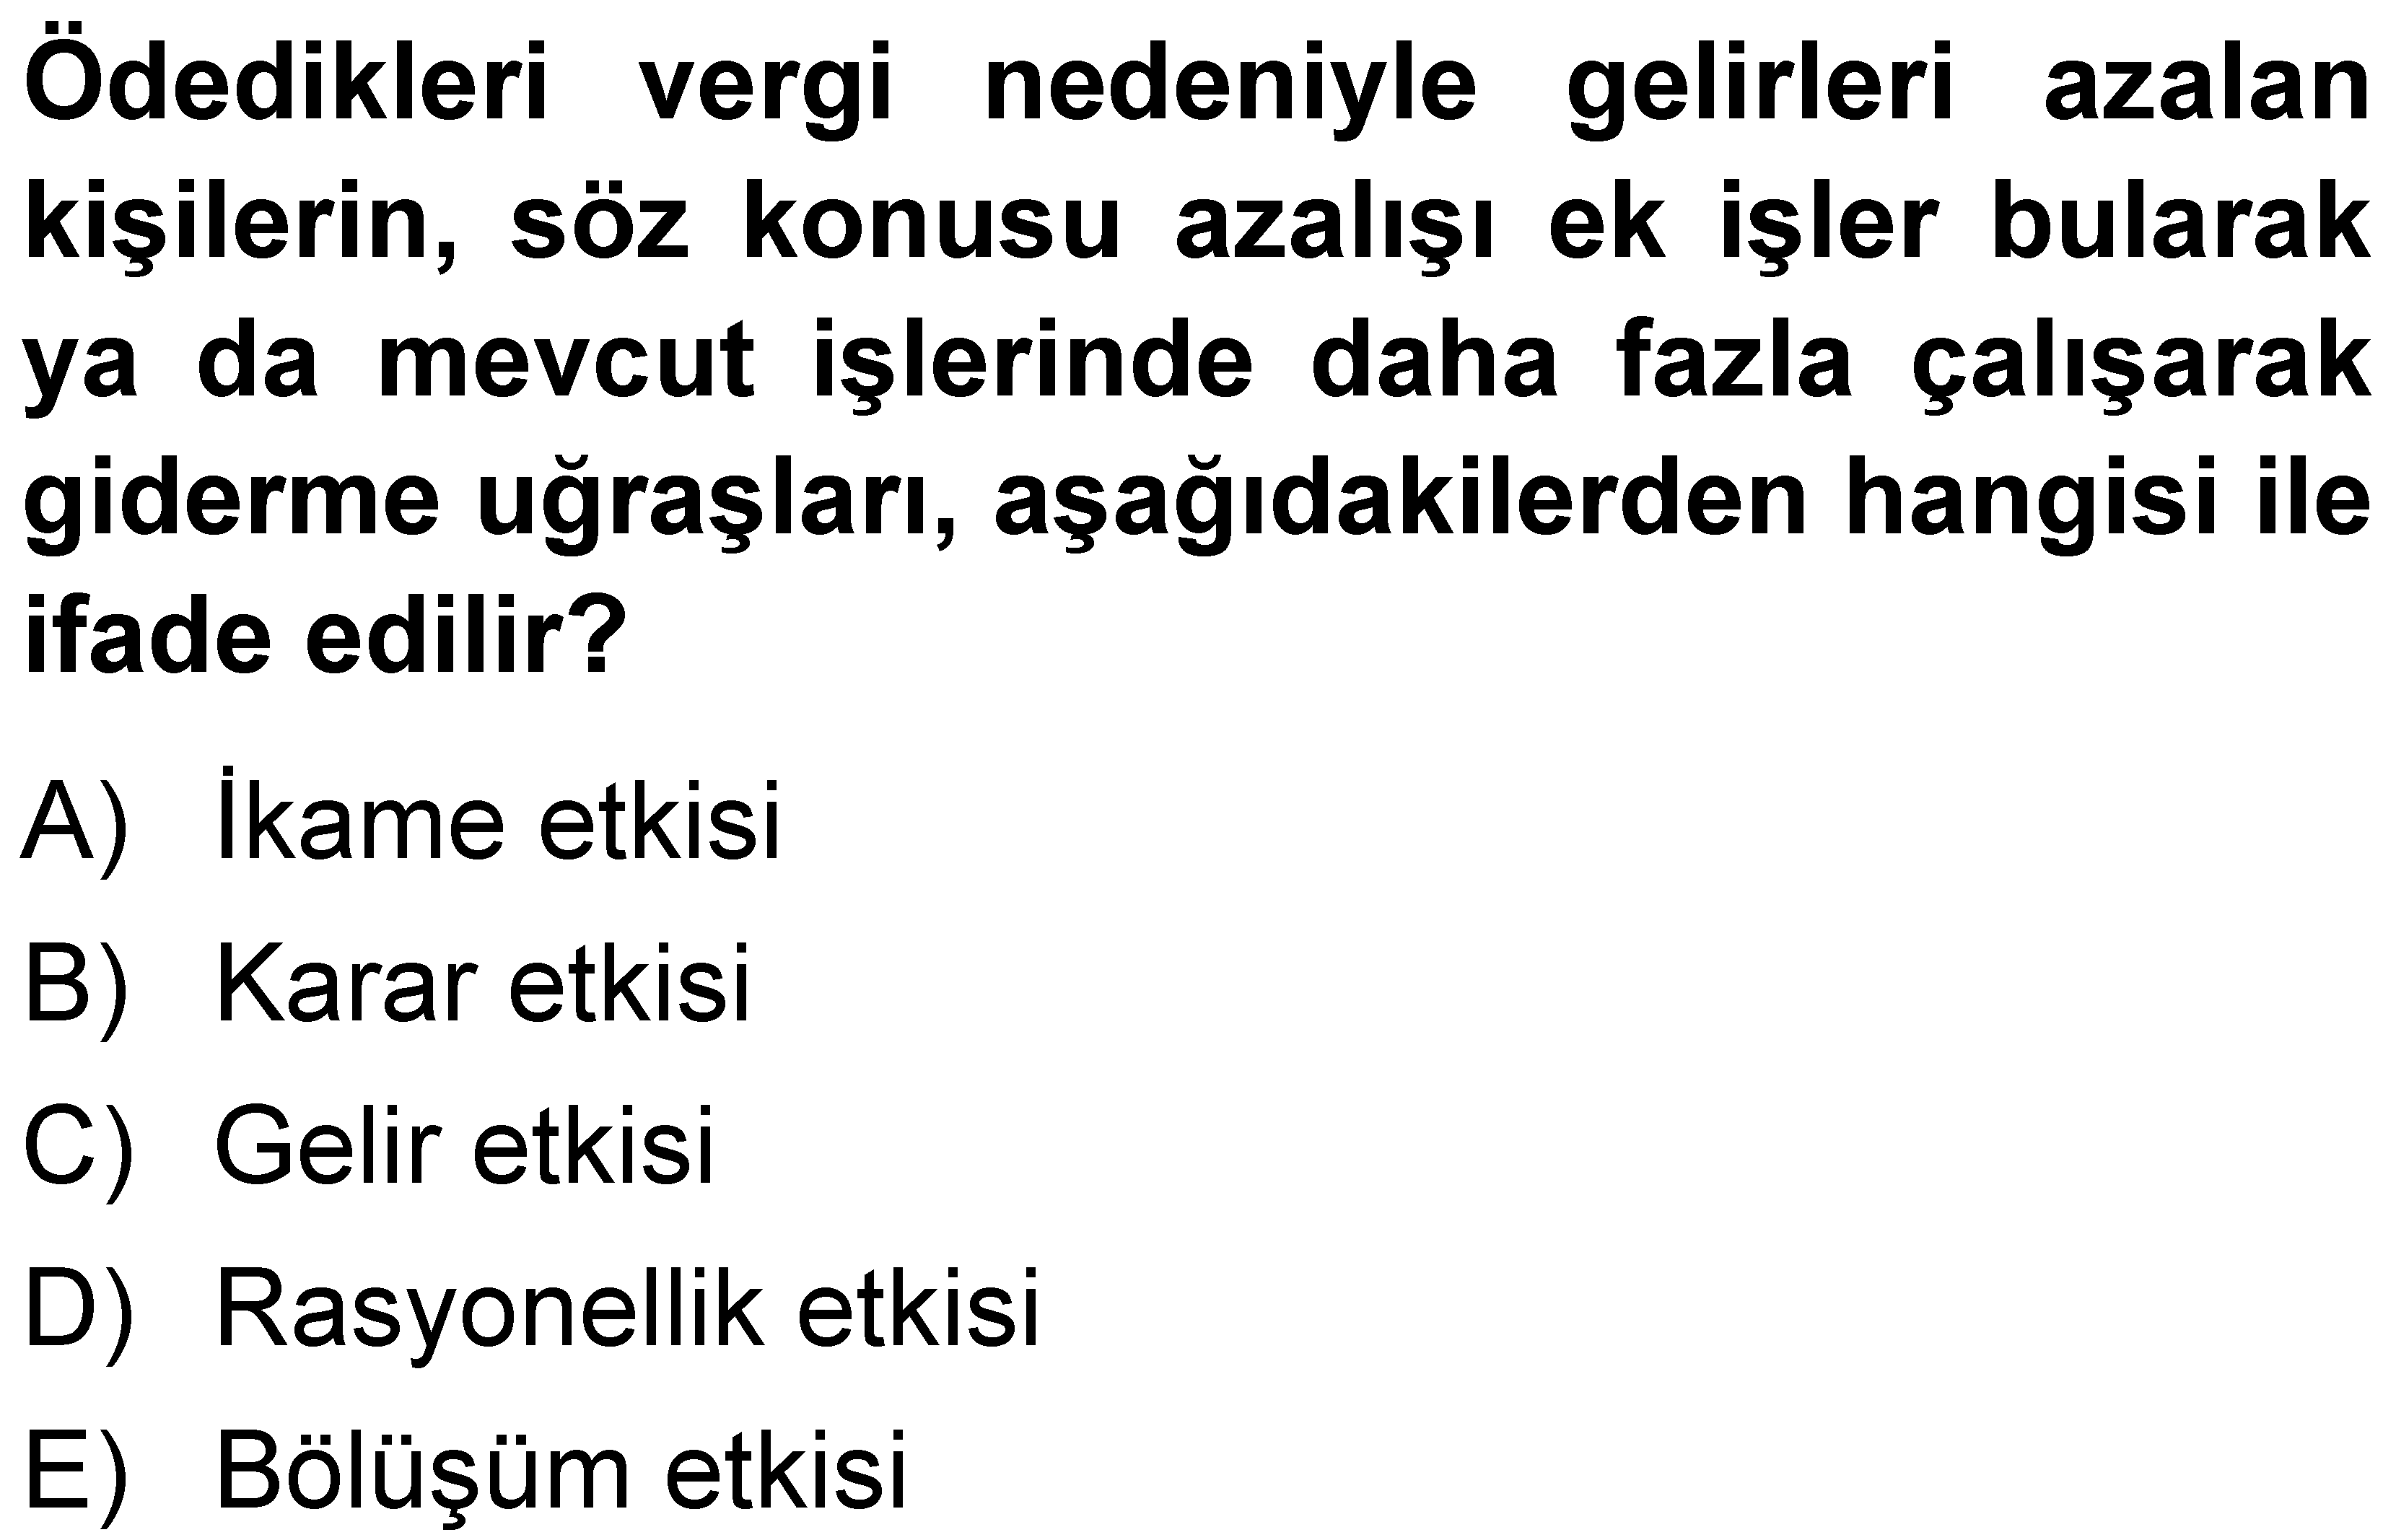 Ödedikleri vergi nedeniyle gelirleri azalan
kişilerin, söz konusu azalışı ek işler bularak
ya da mevcut işlerinde daha fazla çalışarak
giderme uğraşları, aşağıdakilerden hangisi ile
ifade edilir?
A) İkame etkisi
B) Karar etkisi
C) Gelir etkisi
D) Rasyonellik etkisi
E) Bölüşüm etkisi